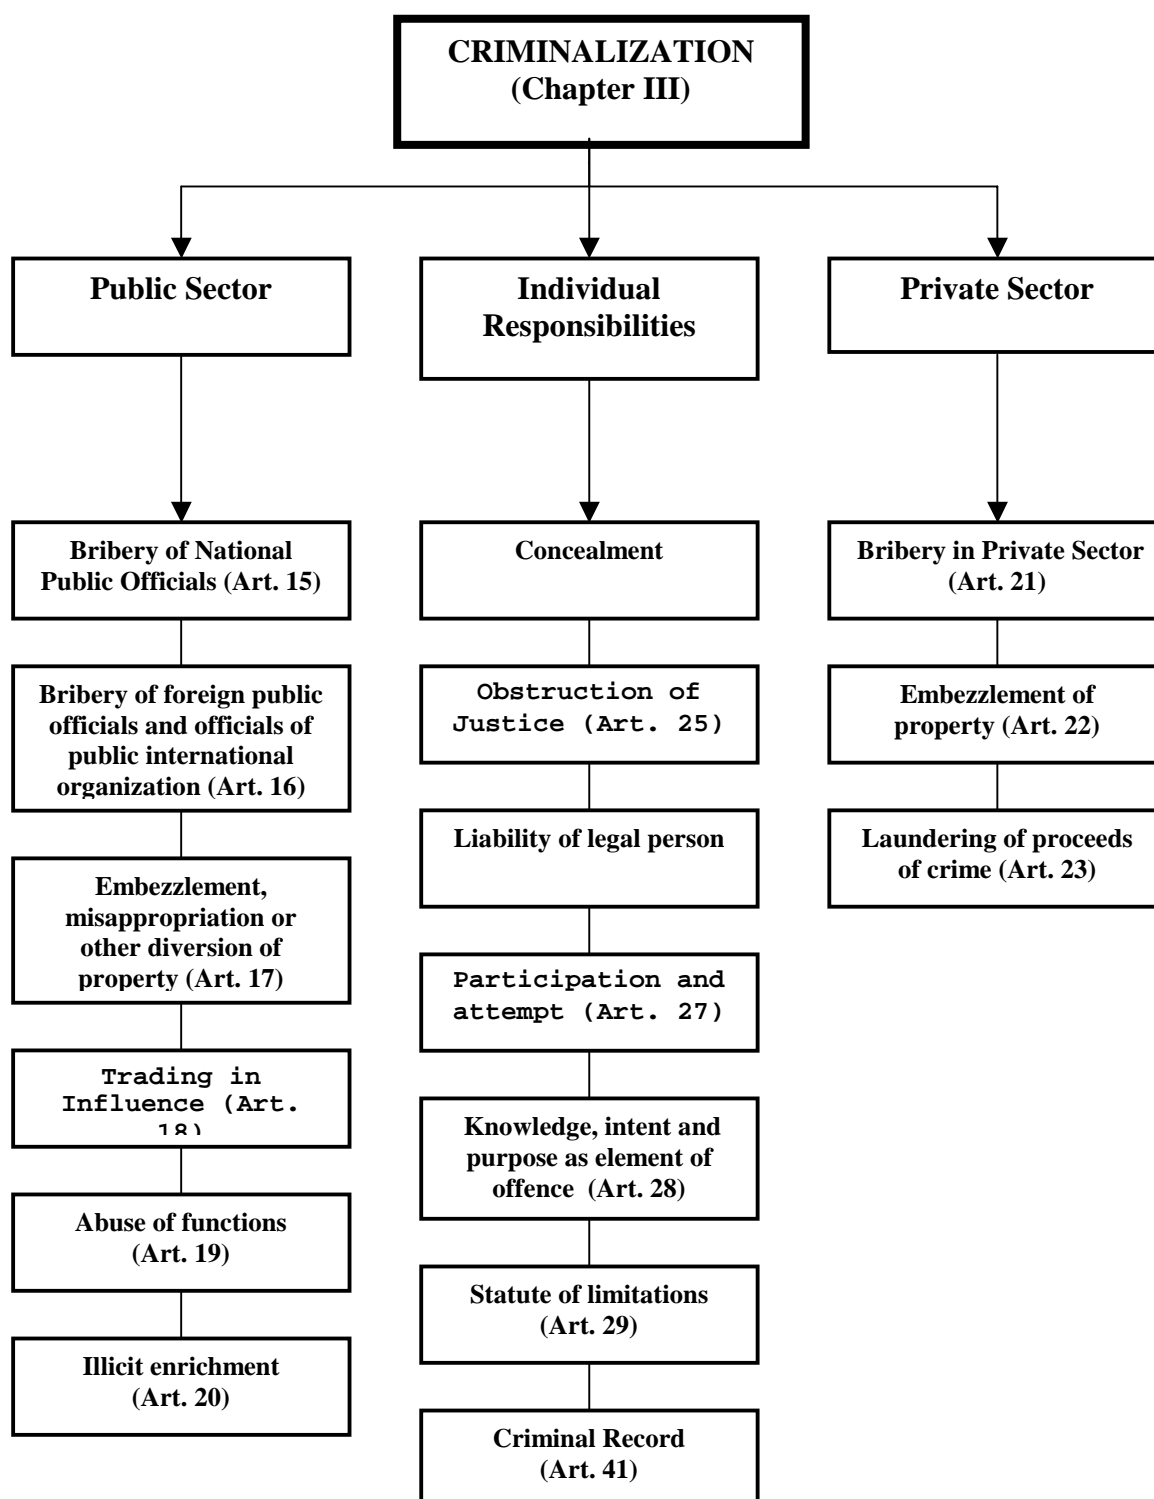 CRIMINALIZATION
(Chapter III)
Public Sector
Individual
Responsibilities
Private Sector
Bribery of National
Public Officials (Art. 15)
Concealment
Bribery in Private Sector
(Art. 21)
Bribery of foreign public
officials and officials of
public international
organization (Art. 16)
Obstruction of
Justice (Art. 25)
Embezzlement of
property (Art. 22)
Embezzlement,
misappropriation or
other diversion of
property (Art. 17)
Liability of legal person
Laundering of proceeds
of crime (Art. 23)
Trading in
Influence (Art.
18)
Participation and
attempt (Art. 27)
Abuse of functions
(Art. 19)
Knowledge, intent and
purpose as element of
offence (Art. 28)
Illicit enrichment
(Art. 20)
Statute of limitations
(Art. 29)
Criminal Record
(Art. 41)